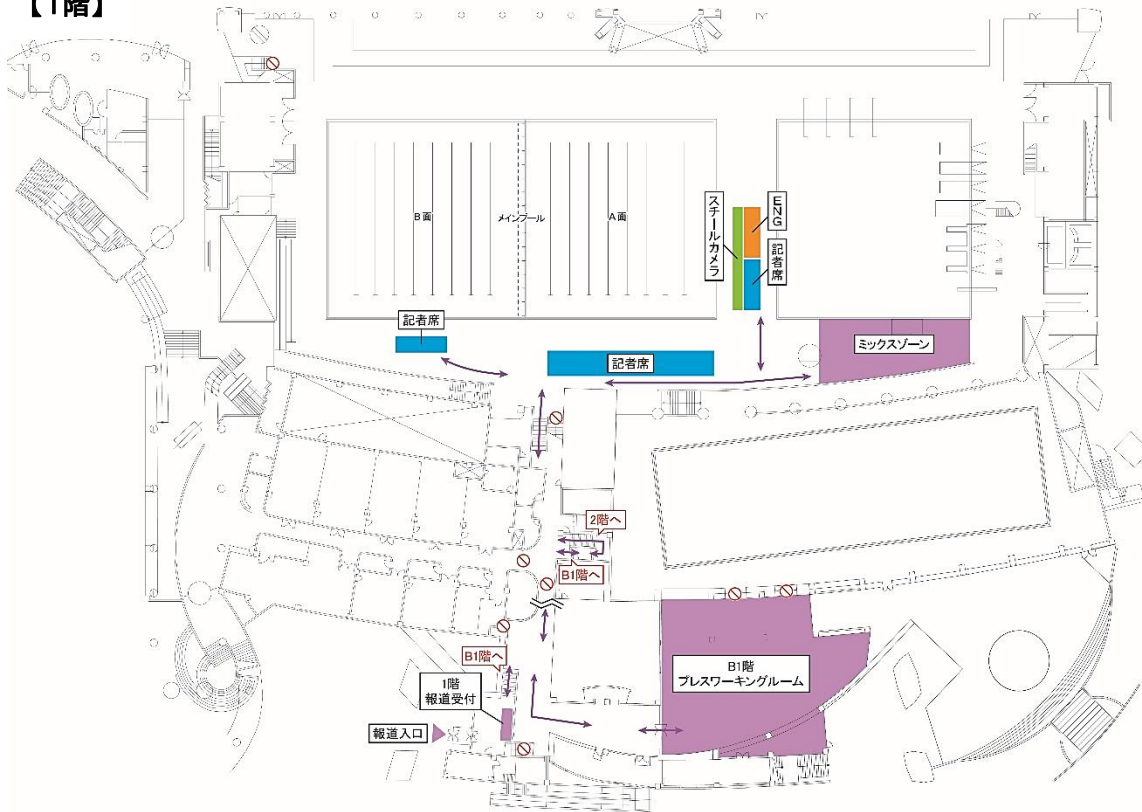 【1階】
B面
メインプール
A面
スチールカメラ
ENG
記者席
記者席
記者席
ミックスゾーン
2階へ
B1階へ
B1階へ
1階
報道受付
報道入口
B1階
プレスワーキングルーム